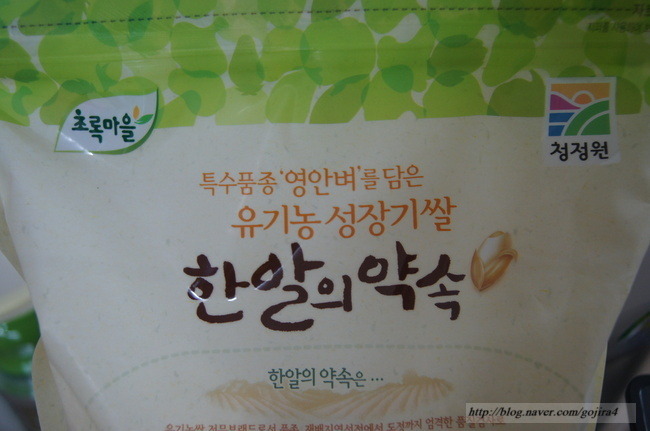 초록마을
청정원
특수품종 '영안벼'를 담은
유기농 성장기쌀
한알의 약속
한알의 약속은 ...
http://blog.naver.com/gojira4